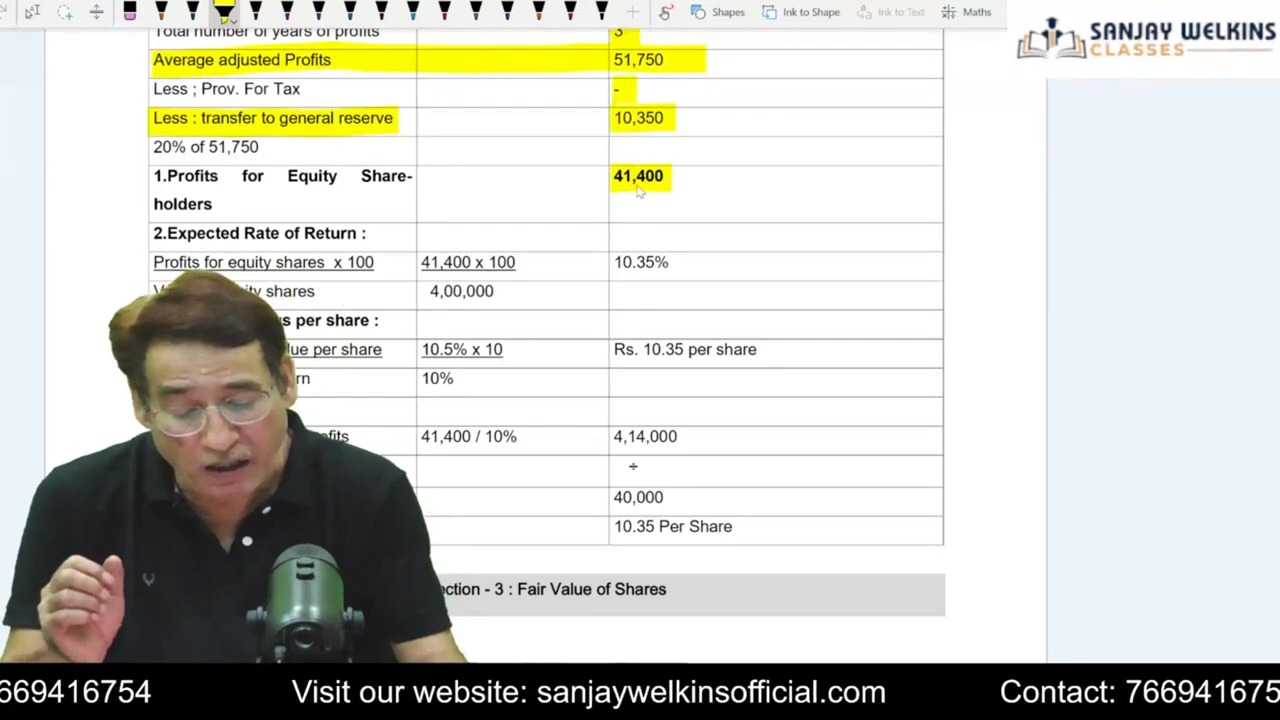 Shapes Ink to Shape Ink to Text Maths
SANJAY WELKINS
CLASSES
Total number of years of profits 3
Average adjusted Profits 51,750
Less ; Prov. For Tax -
Less : transfer to general reserve 10,350
20% of 51,750
1.Profits for Equity Share- 41,400
holders
2.Expected Rate of Return :
Profits for equity shares x 100 41,400 x 100 10.35%
shares 4,00,000
per share :
per share 10.5% x 10 Rs. 10.35 per share
10%
41,400 / 10% 4,14,000
÷
40,000
10.35 Per Share
- 3 : Fair Value of Shares
669416754 Visit our website: sanjaywelkinsofficial.com Contact: 766941675